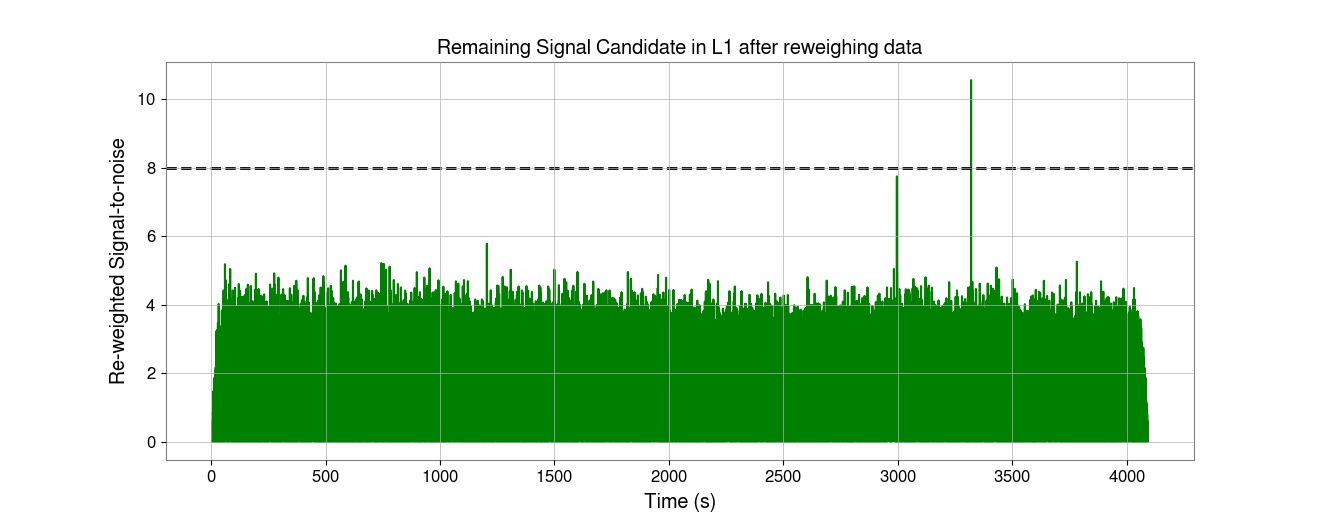 Remaining Signal Candidate in L1 after reweighing data
Re-weighted Signal-to-noise
10
8
6
4
2
0
0 500 1000 1500 2000 2500 3000 3500 4000
Time (s)